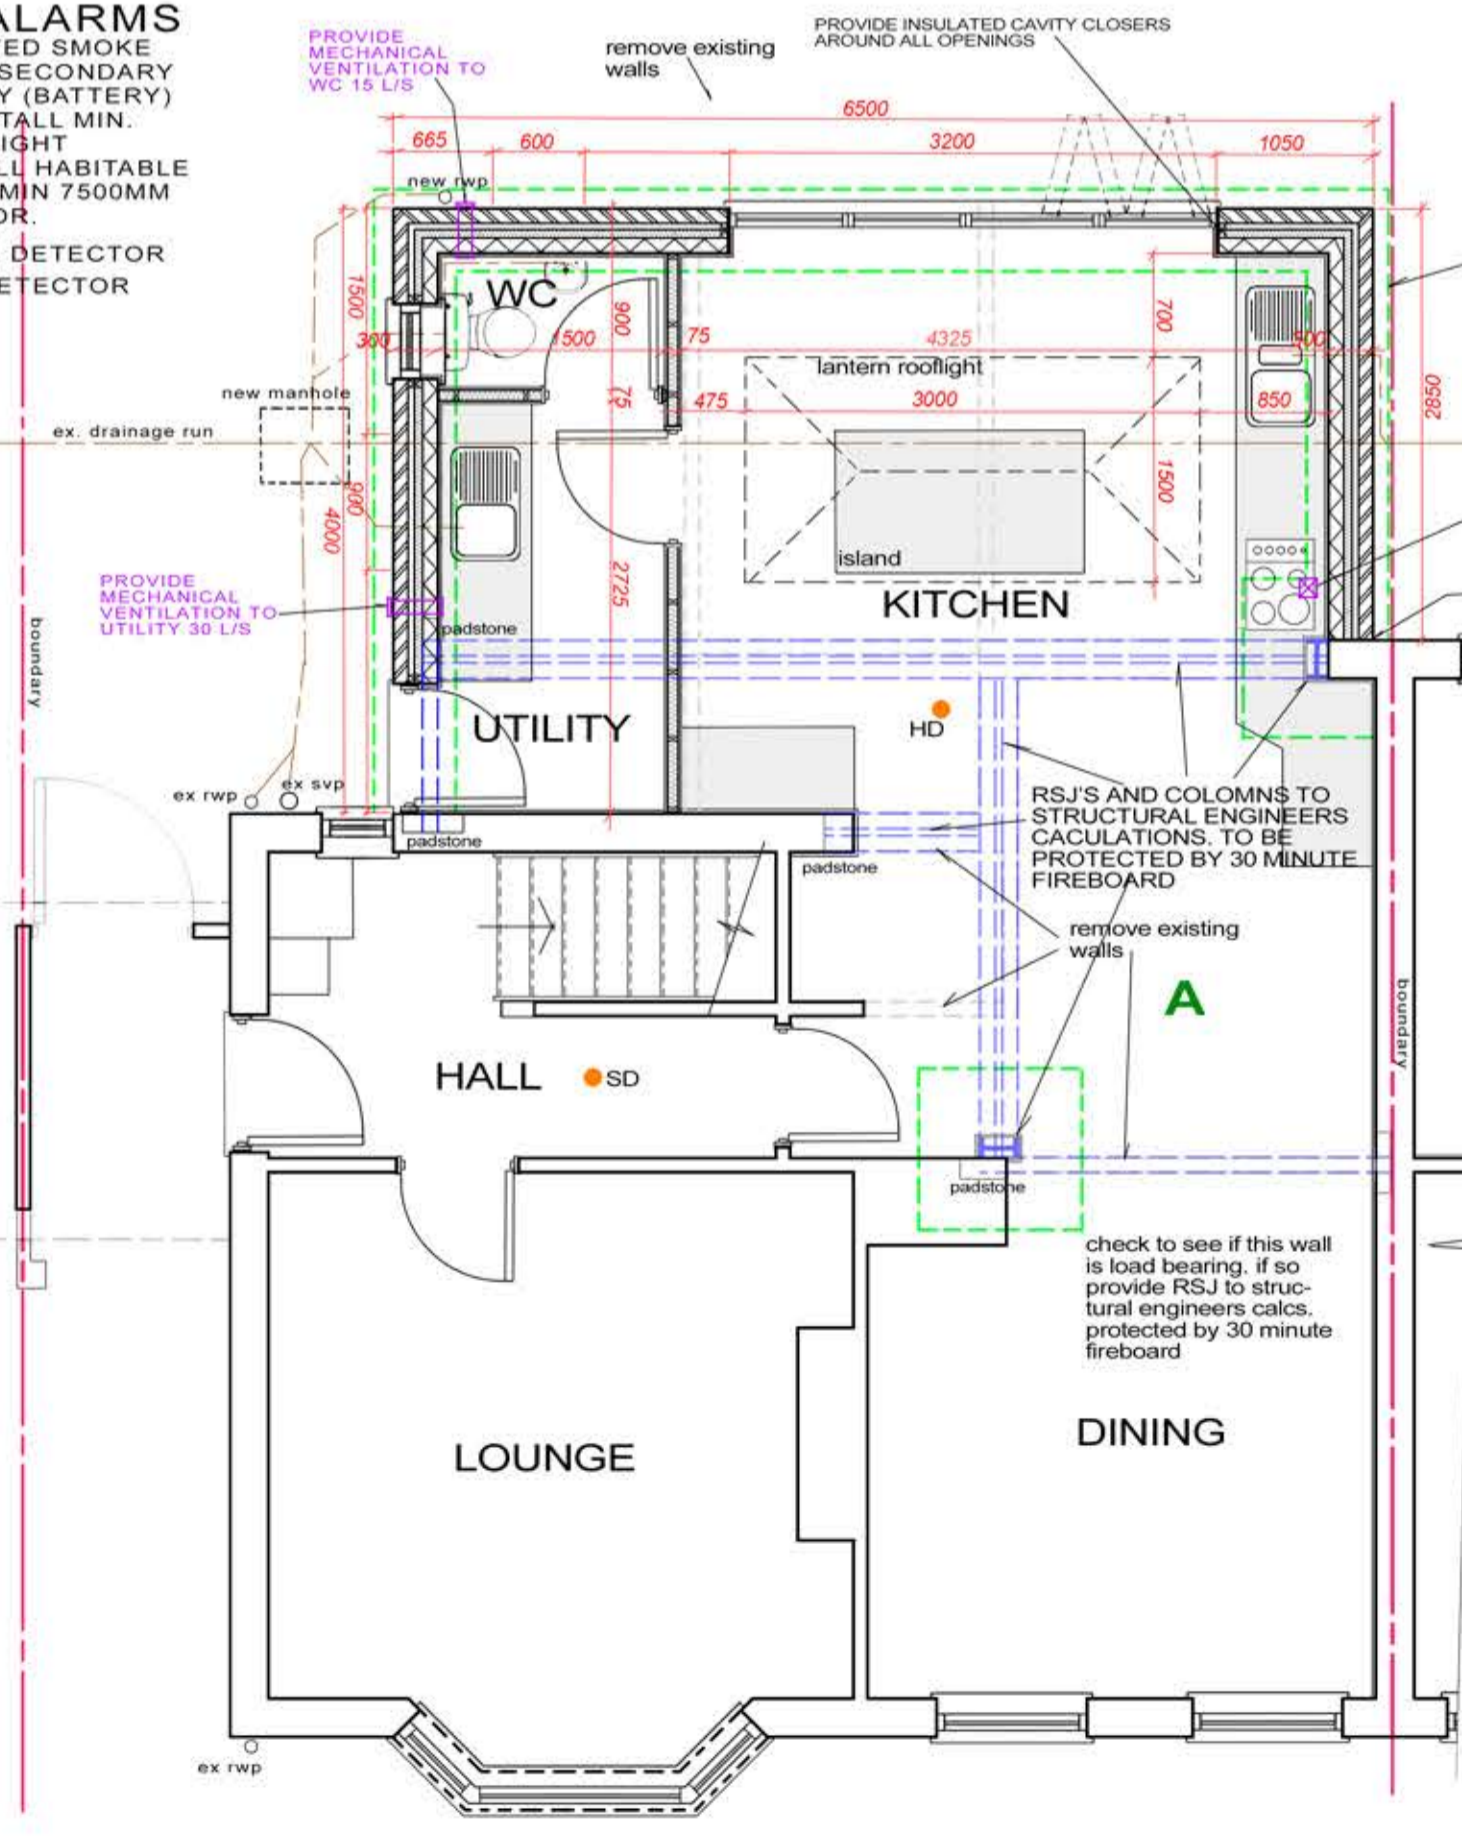 ALARMS
TED SMOKE
SECONDARY
Y (BATTERY)
TALL MIN.
IGHT
LL HABITABLE
MIN 7500MM
OR.
DETECTOR
ETECTOR
PROVIDE
MECHANICAL
VENTILATION TO
WC 15 L/S
remove existing
walls
PROVIDE INSULATED CAVITY CLOSERS
AROUND ALL OPENINGS
6500
665
600
3200
1050
new rwp
WC
1500
300
1500
900
75
75
4325
700
500
lantern rooflight
475
3000
850
2850
new manhole
ex. drainage run
900
4000
1500
island
KITCHEN
2725
PROVIDE
MECHANICAL
VENTILATION TO
UTILITY 30 L/S
padstone
boundary
UTILITY
HD
ex rwp
ex svp
padstone
padstone
RSJ'S AND COLOMNS TO
STRUCTURAL ENGINEERS
CACULATIONS. TO BE
PROTECTED BY 30 MINUTE
FIREBOARD
remove existing
walls
A
boundary
HALL
SD
padstone
check to see if this wall
is load bearing. if so
provide RSJ to struc-
tural engineers calcs.
protected by 30 minute
fireboard
LOUNGE
DINING
ex rwp